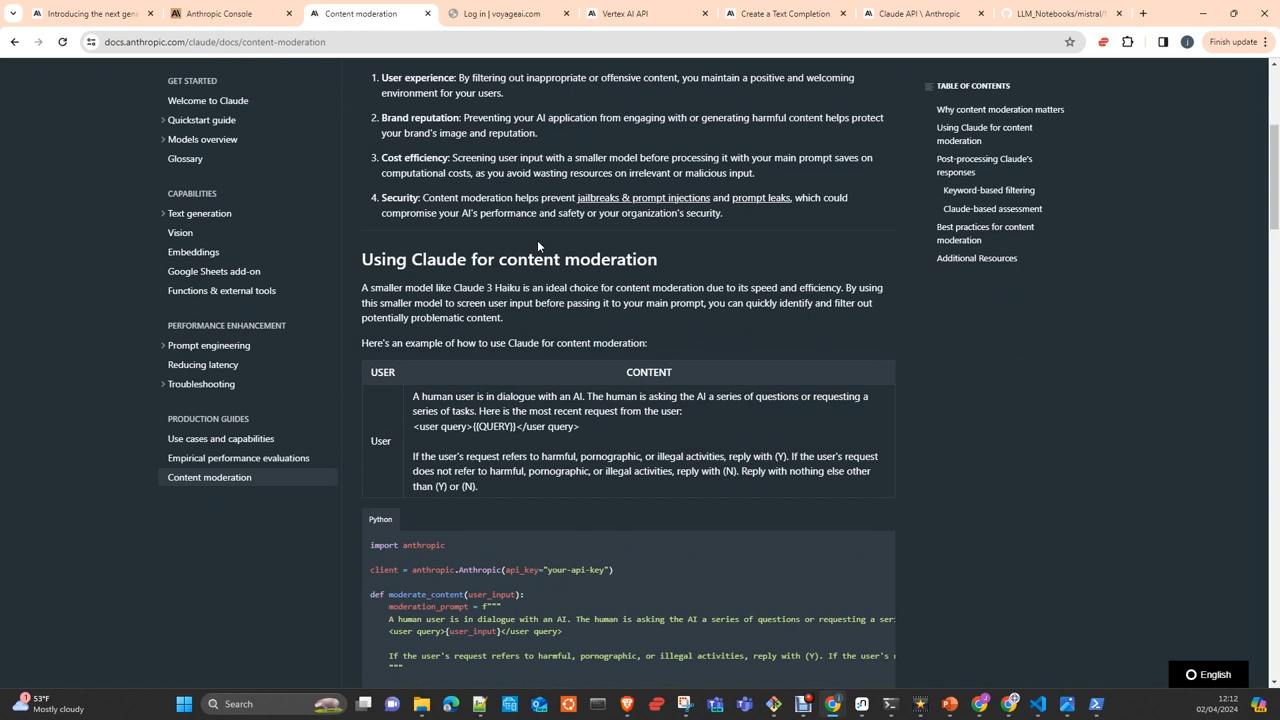 Introducing the next gene
Anthropic Console
Content moderation
Log in | voyageai.com
Vertex AI API
Create a Text Completion
Claude API \ Anthropic
LLM_Notebooks/mistral/1
docs.anthropic.com/claude/docs/content-moderation
Finish update
GET STARTED
Welcome to Claude
Quickstart guide
Models overview
Glossary
CAPABILITIES
Text generation
Vision
Embeddings
Google Sheets add-on
Functions & external tools
PERFORMANCE ENHANCEMENT
Prompt engineering
Reducing latency
Troubleshooting
PRODUCTION GUIDES
Use cases and capabilities
Empirical performance evaluations
Content moderation
1. User experience: By filtering out inappropriate or offensive content, you maintain a positive and welcoming
environment for your users.
2. Brand reputation: Preventing your AI application from engaging with or generating harmful content helps protect
your brand's image and reputation.
3. Cost efficiency: Screening user input with a smaller model before processing it with your main prompt saves on
computational costs, as you avoid wasting resources on irrelevant or malicious input.
4. Security: Content moderation helps prevent jailbreaks & prompt injections and prompt leaks, which could
compromise your AI's performance and safety or your organization's security.
Using Claude for content moderation
A smaller model like Claude 3 Haiku is an ideal choice for content moderation due to its speed and efficiency. By using
this smaller model to screen user input before passing it to your main prompt, you can quickly identify and filter out
potentially problematic content.
Here's an example of how to use Claude for content moderation:
USER CONTENT
A human user is in dialogue with an AI. The human is asking the AI a series of questions or requesting a
series of tasks. Here is the most recent request from the user:
<user query>{{QUERY}}</user query>
User
If the user's request refers to harmful, pornographic, or illegal activities, reply with (Y). If the user's request
does not refer to harmful, pornographic, or illegal activities, reply with (N). Reply with nothing else other
than (Y) or (N).
Python
import anthropic
client = anthropic.Anthropic(api_key="your-api-key")
def moderate_content(user_input):
moderation_prompt = f"""
A human user is in dialogue with an AI. The human is asking the AI a series of questions or requesting a seri
<user query>{user_input}</user query>
If the user's request refers to harmful, pornographic, or illegal activities, reply with (Y). If the user's r
"""
TABLE OF CONTENTS
Why content moderation matters
Using Claude for content
moderation
Post-processing Claude's
responses
Keyword-based filtering
Claude-based assessment
Best practices for content
moderation
Additional Resources
English
53°F
Mostly cloudy
Search
12:12
02/04/2024